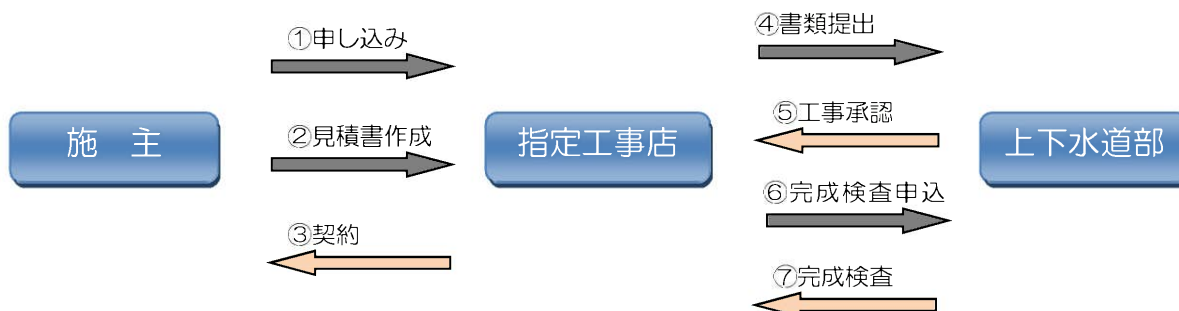 ①申し込み
②見積書作成
③契約
施　主
指定工事店
④書類提出
⑤工事承認
⑥完成検査申込
⑦完成検査
上下水道部